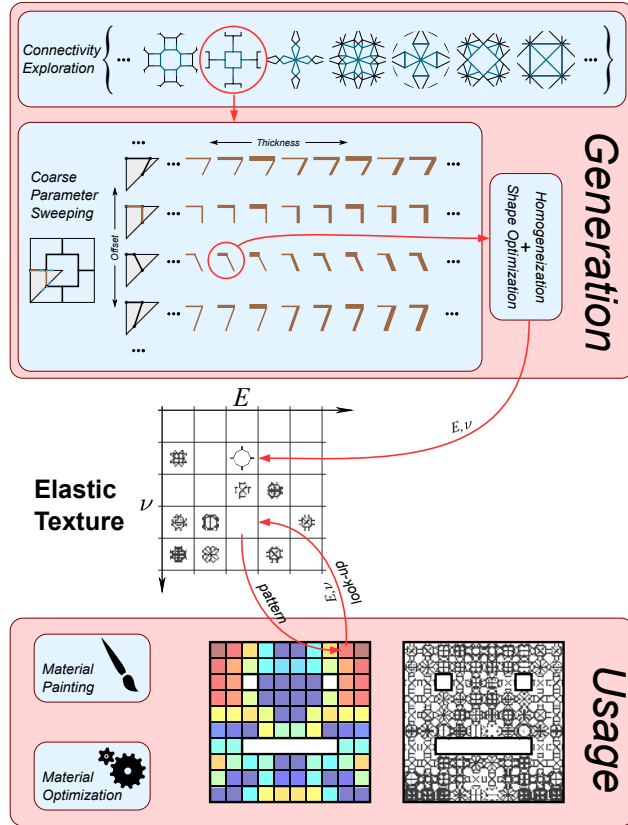 Connectivity
Exploration
Generation
Coarse
Parameter
Sweeping
Thickness
Offset
Homogeneization
+
Shape Optimization
E, ν
E
ν
Elastic
Texture
pattern
look-up
E, ν
Usage
Material
Painting
Material
Optimization